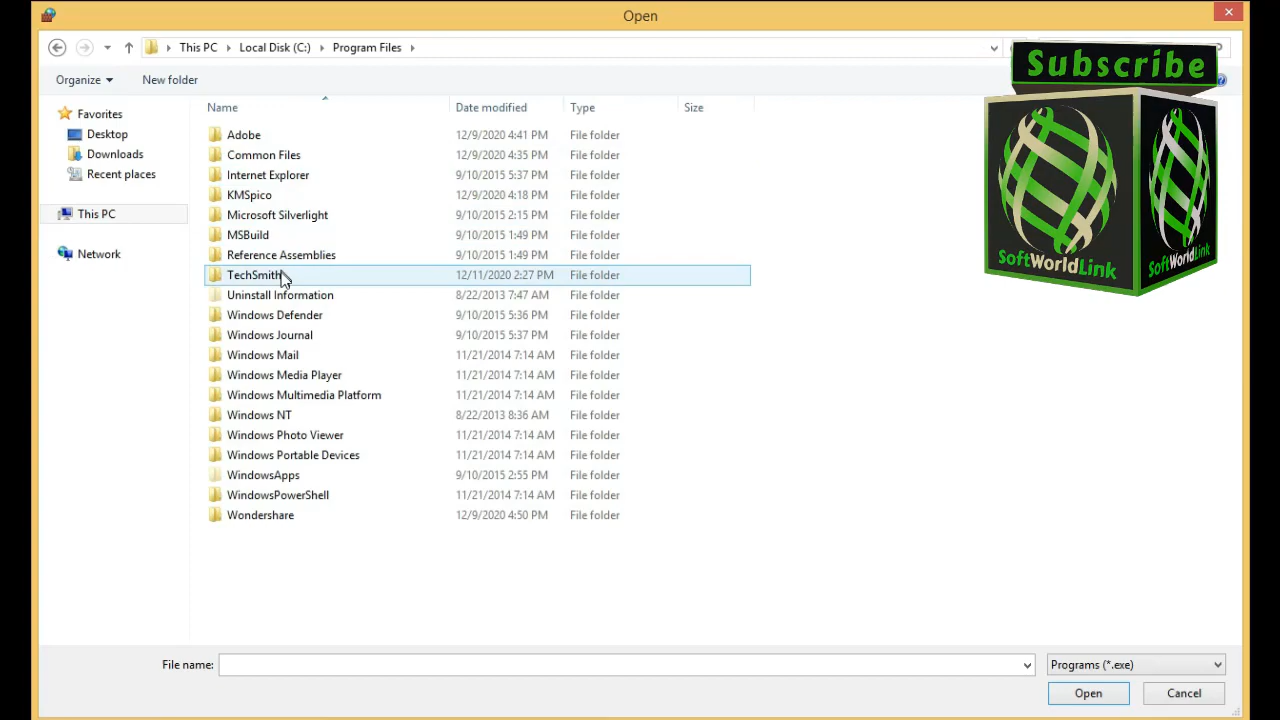 Open
This PC Local Disk (C:) Program Files
Organize New folder
Subscribe
SoftWorldLink SoftWorldLink
Favorites
Desktop
Downloads
Recent places
This PC
Network
Name Date modified Type Size
Adobe 12/9/2020 4:41 PM File folder
Common Files 12/9/2020 4:35 PM File folder
Internet Explorer 9/10/2015 5:37 PM File folder
KMSpico 12/9/2020 4:18 PM File folder
Microsoft Silverlight 9/10/2015 2:15 PM File folder
MSBuild 9/10/2015 1:49 PM File folder
Reference Assemblies 9/10/2015 1:49 PM File folder
TechSmith 12/11/2020 2:27 PM File folder
Uninstall Information 8/22/2013 7:47 AM File folder
Windows Defender 9/10/2015 5:36 PM File folder
Windows Journal 9/10/2015 5:37 PM File folder
Windows Mail 11/21/2014 7:14 AM File folder
Windows Media Player 11/21/2014 7:14 AM File folder
Windows Multimedia Platform 11/21/2014 7:14 AM File folder
Windows NT 8/22/2013 8:36 AM File folder
Windows Photo Viewer 11/21/2014 7:14 AM File folder
Windows Portable Devices 11/21/2014 7:14 AM File folder
WindowsApps 9/10/2015 2:55 PM File folder
WindowsPowerShell 11/21/2014 7:14 AM File folder
Wondershare 12/9/2020 4:50 PM File folder
File name: Programs (*.exe)
Open Cancel